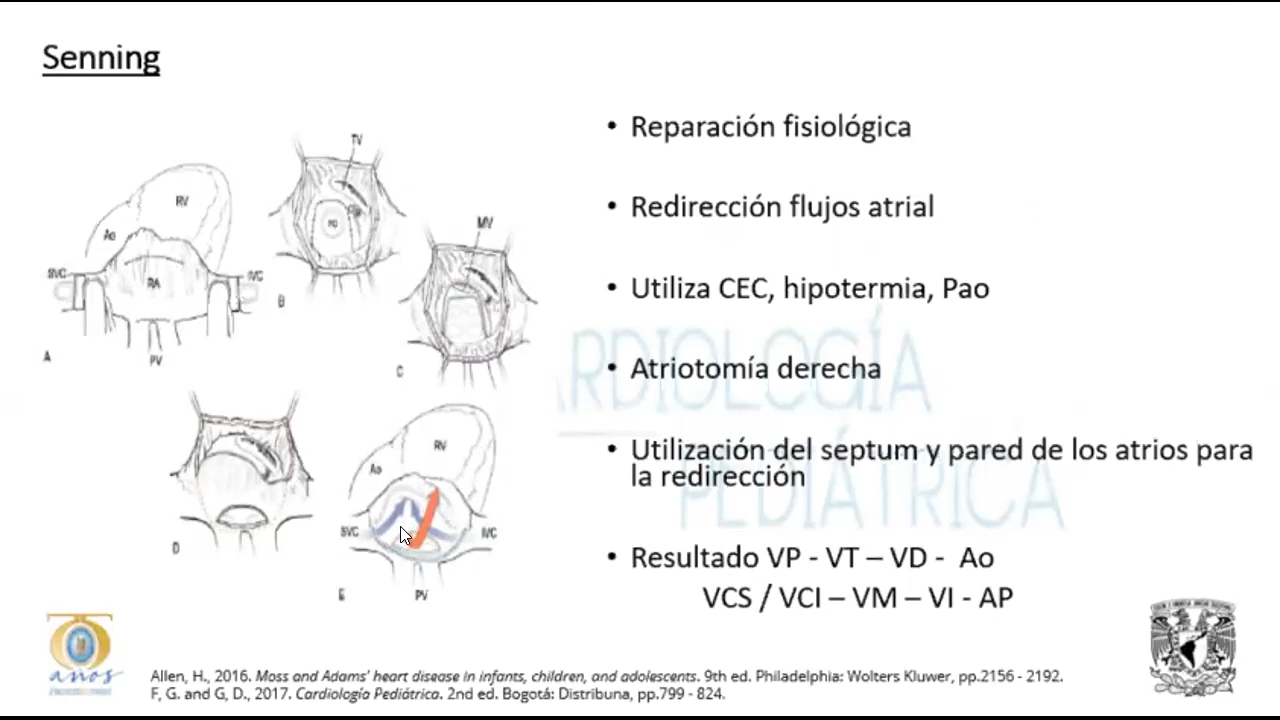 Senning
TV
RV
Ao
SVC
IVC
RA
PV
A
B
MV
C
D
RV
Ao
SVC
IVC
E
PV
• Reparación fisiológica
• Redirección flujos atrial
• Utiliza CEC, hipotermia, Pao
• Atriotomía derecha
• Utilización del septum y pared de los atrios para
la redirección
• Resultado VP - VT – VD - Ao
VCS / VCI – VM – VI - AP
CARDIOLOGÍA
PEDIÁTRICA
años
Allen, H., 2016. Moss and Adams' heart disease in infants, children, and adolescents. 9th ed. Philadelphia: Wolters Kluwer, pp.2156 - 2192.
F, G. and G, D., 2017. Cardiología Pediátrica. 2nd ed. Bogotá: Distribuna, pp.799 - 824.